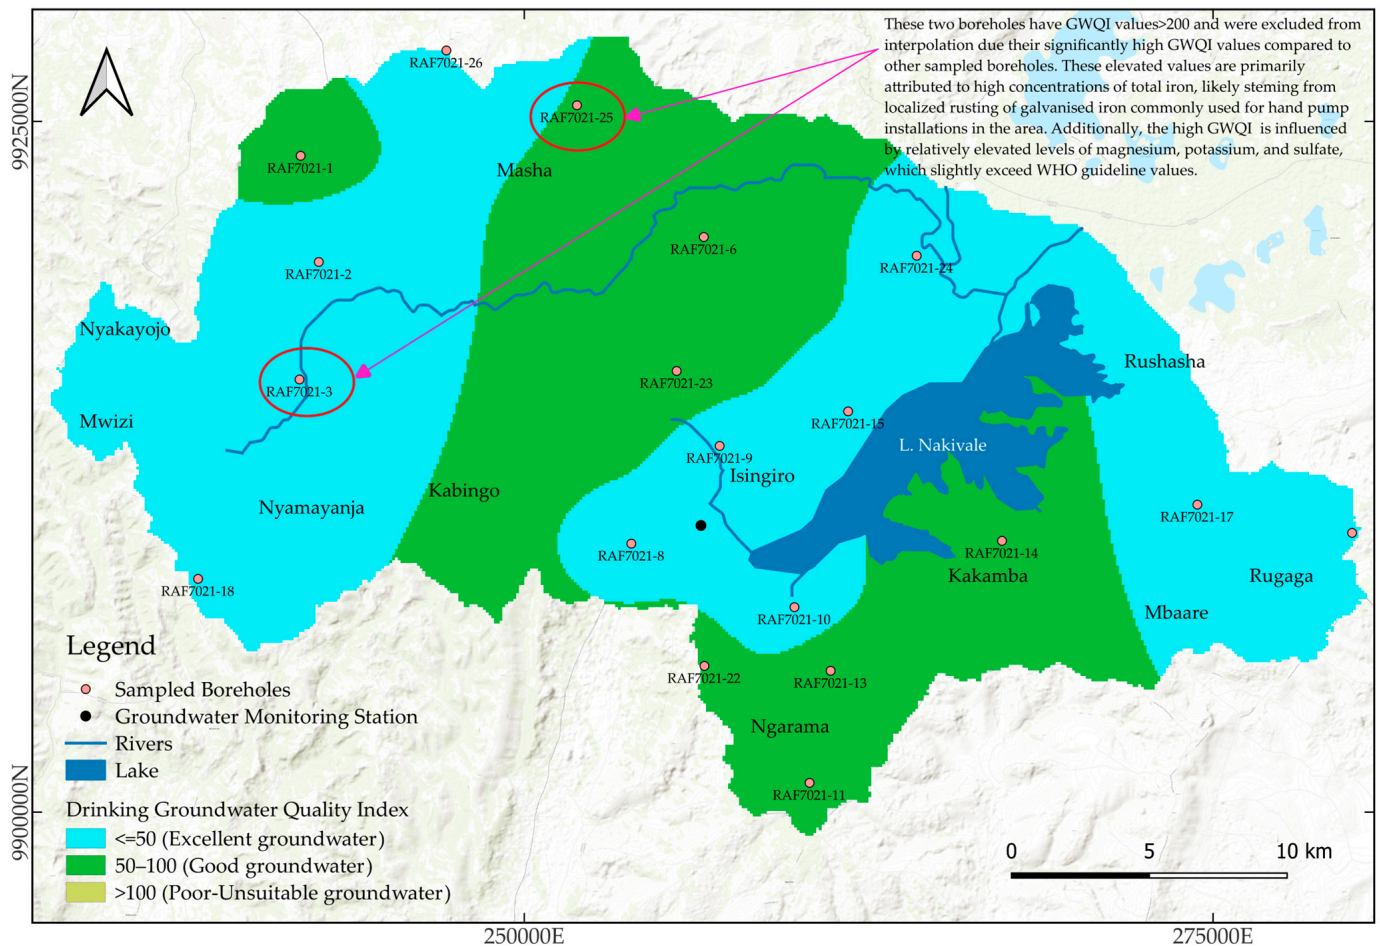 These two boreholes have GWQI values>200 and were excluded from
interpolation due their significantly high GWQI values compared to
other sampled boreholes. These elevated values are primarily
attributed to high concentrations of total iron, likely steming from
localized rusting of galvanised iron commonly used for hand pump
installations in the area. Additionally, the high GWQI is influenced
by relatively elevated levels of magnesium, potassium, and sulfate,
which slightly exceed WHO guideline values.
RAF7021-26
RAF7021-25
9925000N
RAF7021-1
Masha
RAF7021-6
RAF7021-24
RAF7021-2
Nyakayojo
Rushasha
RAF7021-23
RAF7021-3
Mwizi
RAF7021-15
L. Nakivale
RAF7021-9
Isingiro
Kabingo
Nyamayanja
RAF7021-17
RAF7021-8
RAF7021-14
Kakamba
Rugaga
RAF7021-18
Mbaare
RAF7021-10
RAF7021-22
RAF7021-13
Ngarama
RAF7021-11
9900000N
Legend
Sampled Boreholes
Groundwater Monitoring Station
Rivers
Lake
Drinking Groundwater Quality Index
<=50 (Excellent groundwater)
50–100 (Good groundwater)
>100 (Poor-Unsuitable groundwater)
0 5 10 km
250000E
275000E